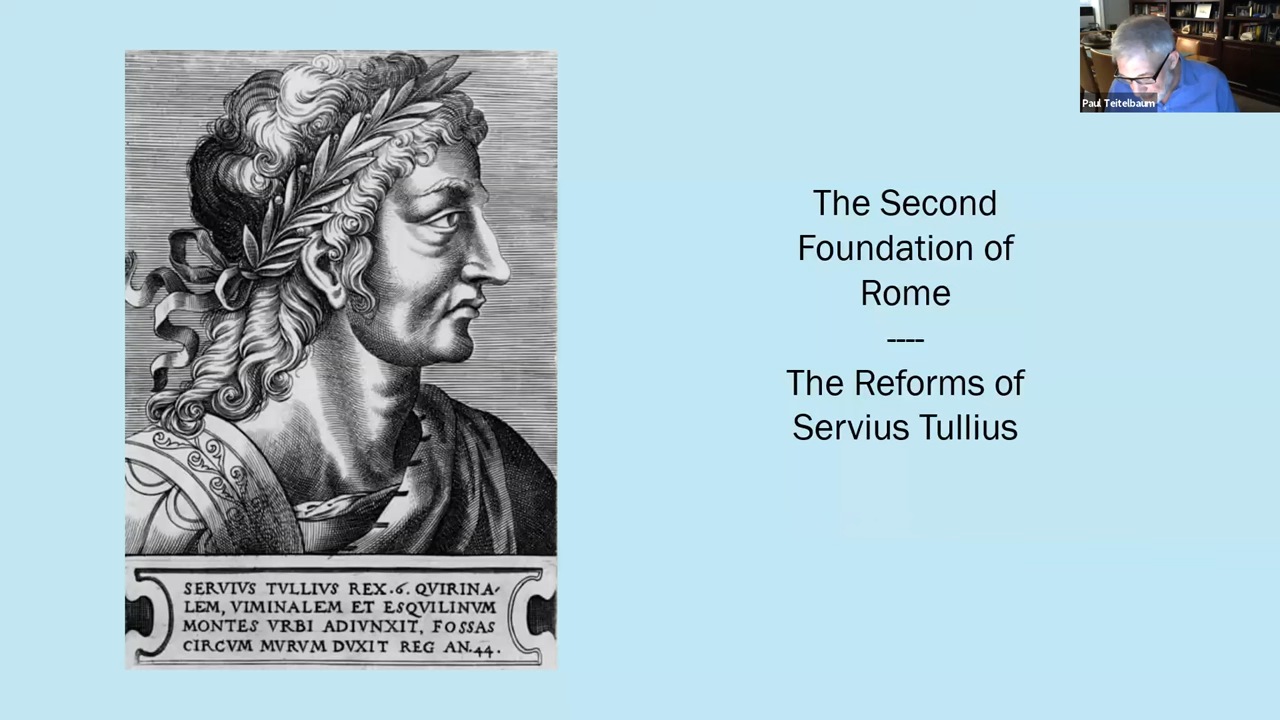 Paul Teitelbaum
The Second
Foundation of
Rome
----
The Reforms of
Servius Tullius
SERVIVS TVLLIVS REX.6. QVIRINA-
LEM, VIMINALEM ET ESQVILINVM
MONTES VRBI ADIVNXIT, FOSSAS
CIRCVM MVRVM DVXIT REG AN.44.